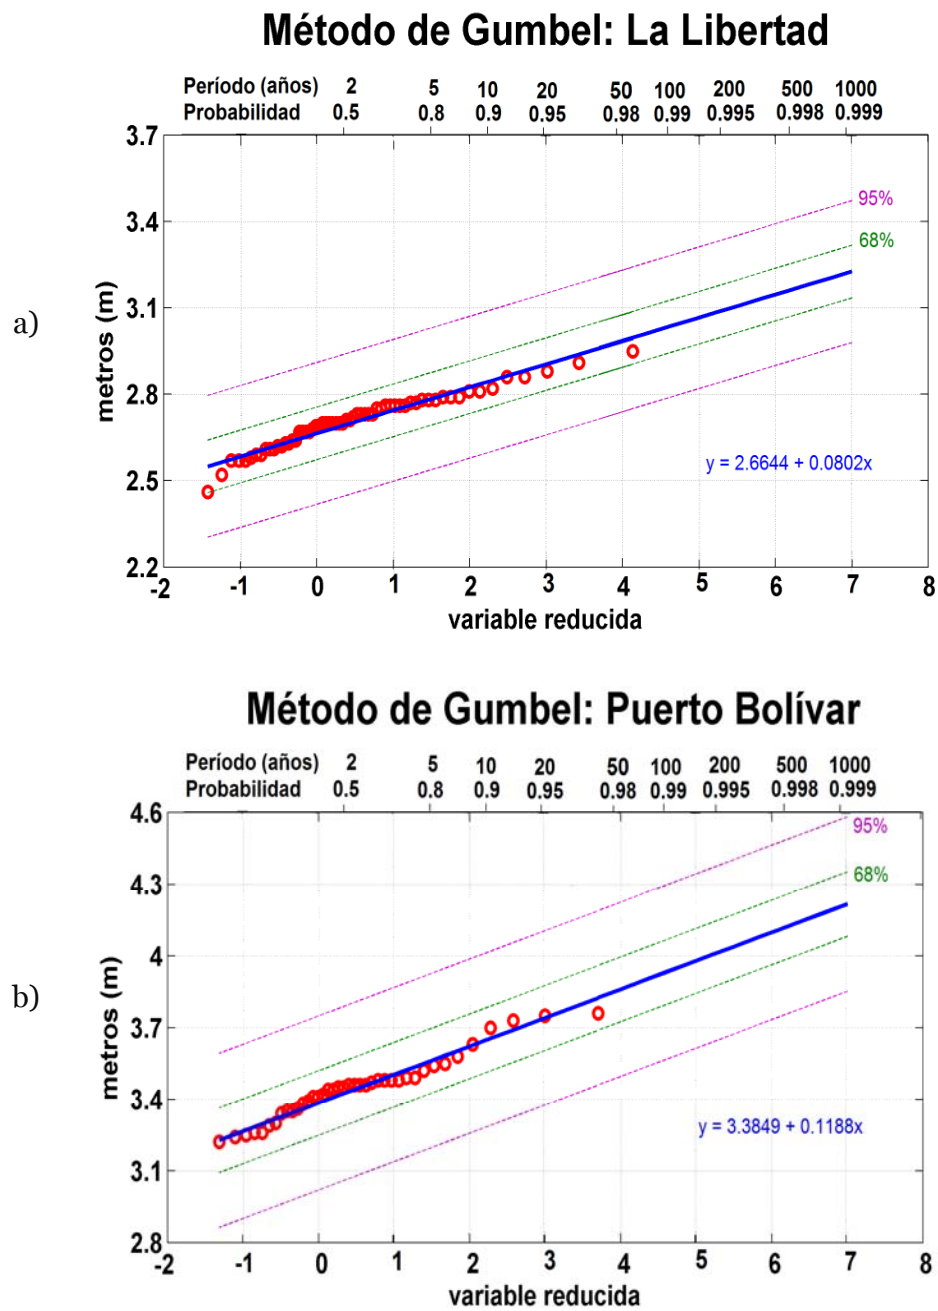 Método de Gumbel: La Libertad
Período (años) 2 5 10 20 50 100 200 500 1000
Probabilidad 0.5 0.8 0.9 0.95 0.98 0.99 0.995 0.998 0.999
3.7
95%
3.4
68%
3.1
a)
metros (m)
2.8
y = 2.6644 + 0.0802x
2.5
2.2
-2 -1 0 1 2 3 4 5 6 7 8
variable reducida
Método de Gumbel: Puerto Bolívar
Período (años) 2 5 10 20 50 100 200 500 1000
Probabilidad 0.5 0.8 0.9 0.95 0.98 0.99 0.995 0.998 0.999
4.6
95%
4.3
68%
4
b)
metros (m)
3.7
3.4
y = 3.3849 + 0.1188x
3.1
2.8
-2 -1 0 1 2 3 4 5 6 7 8
variable reducida